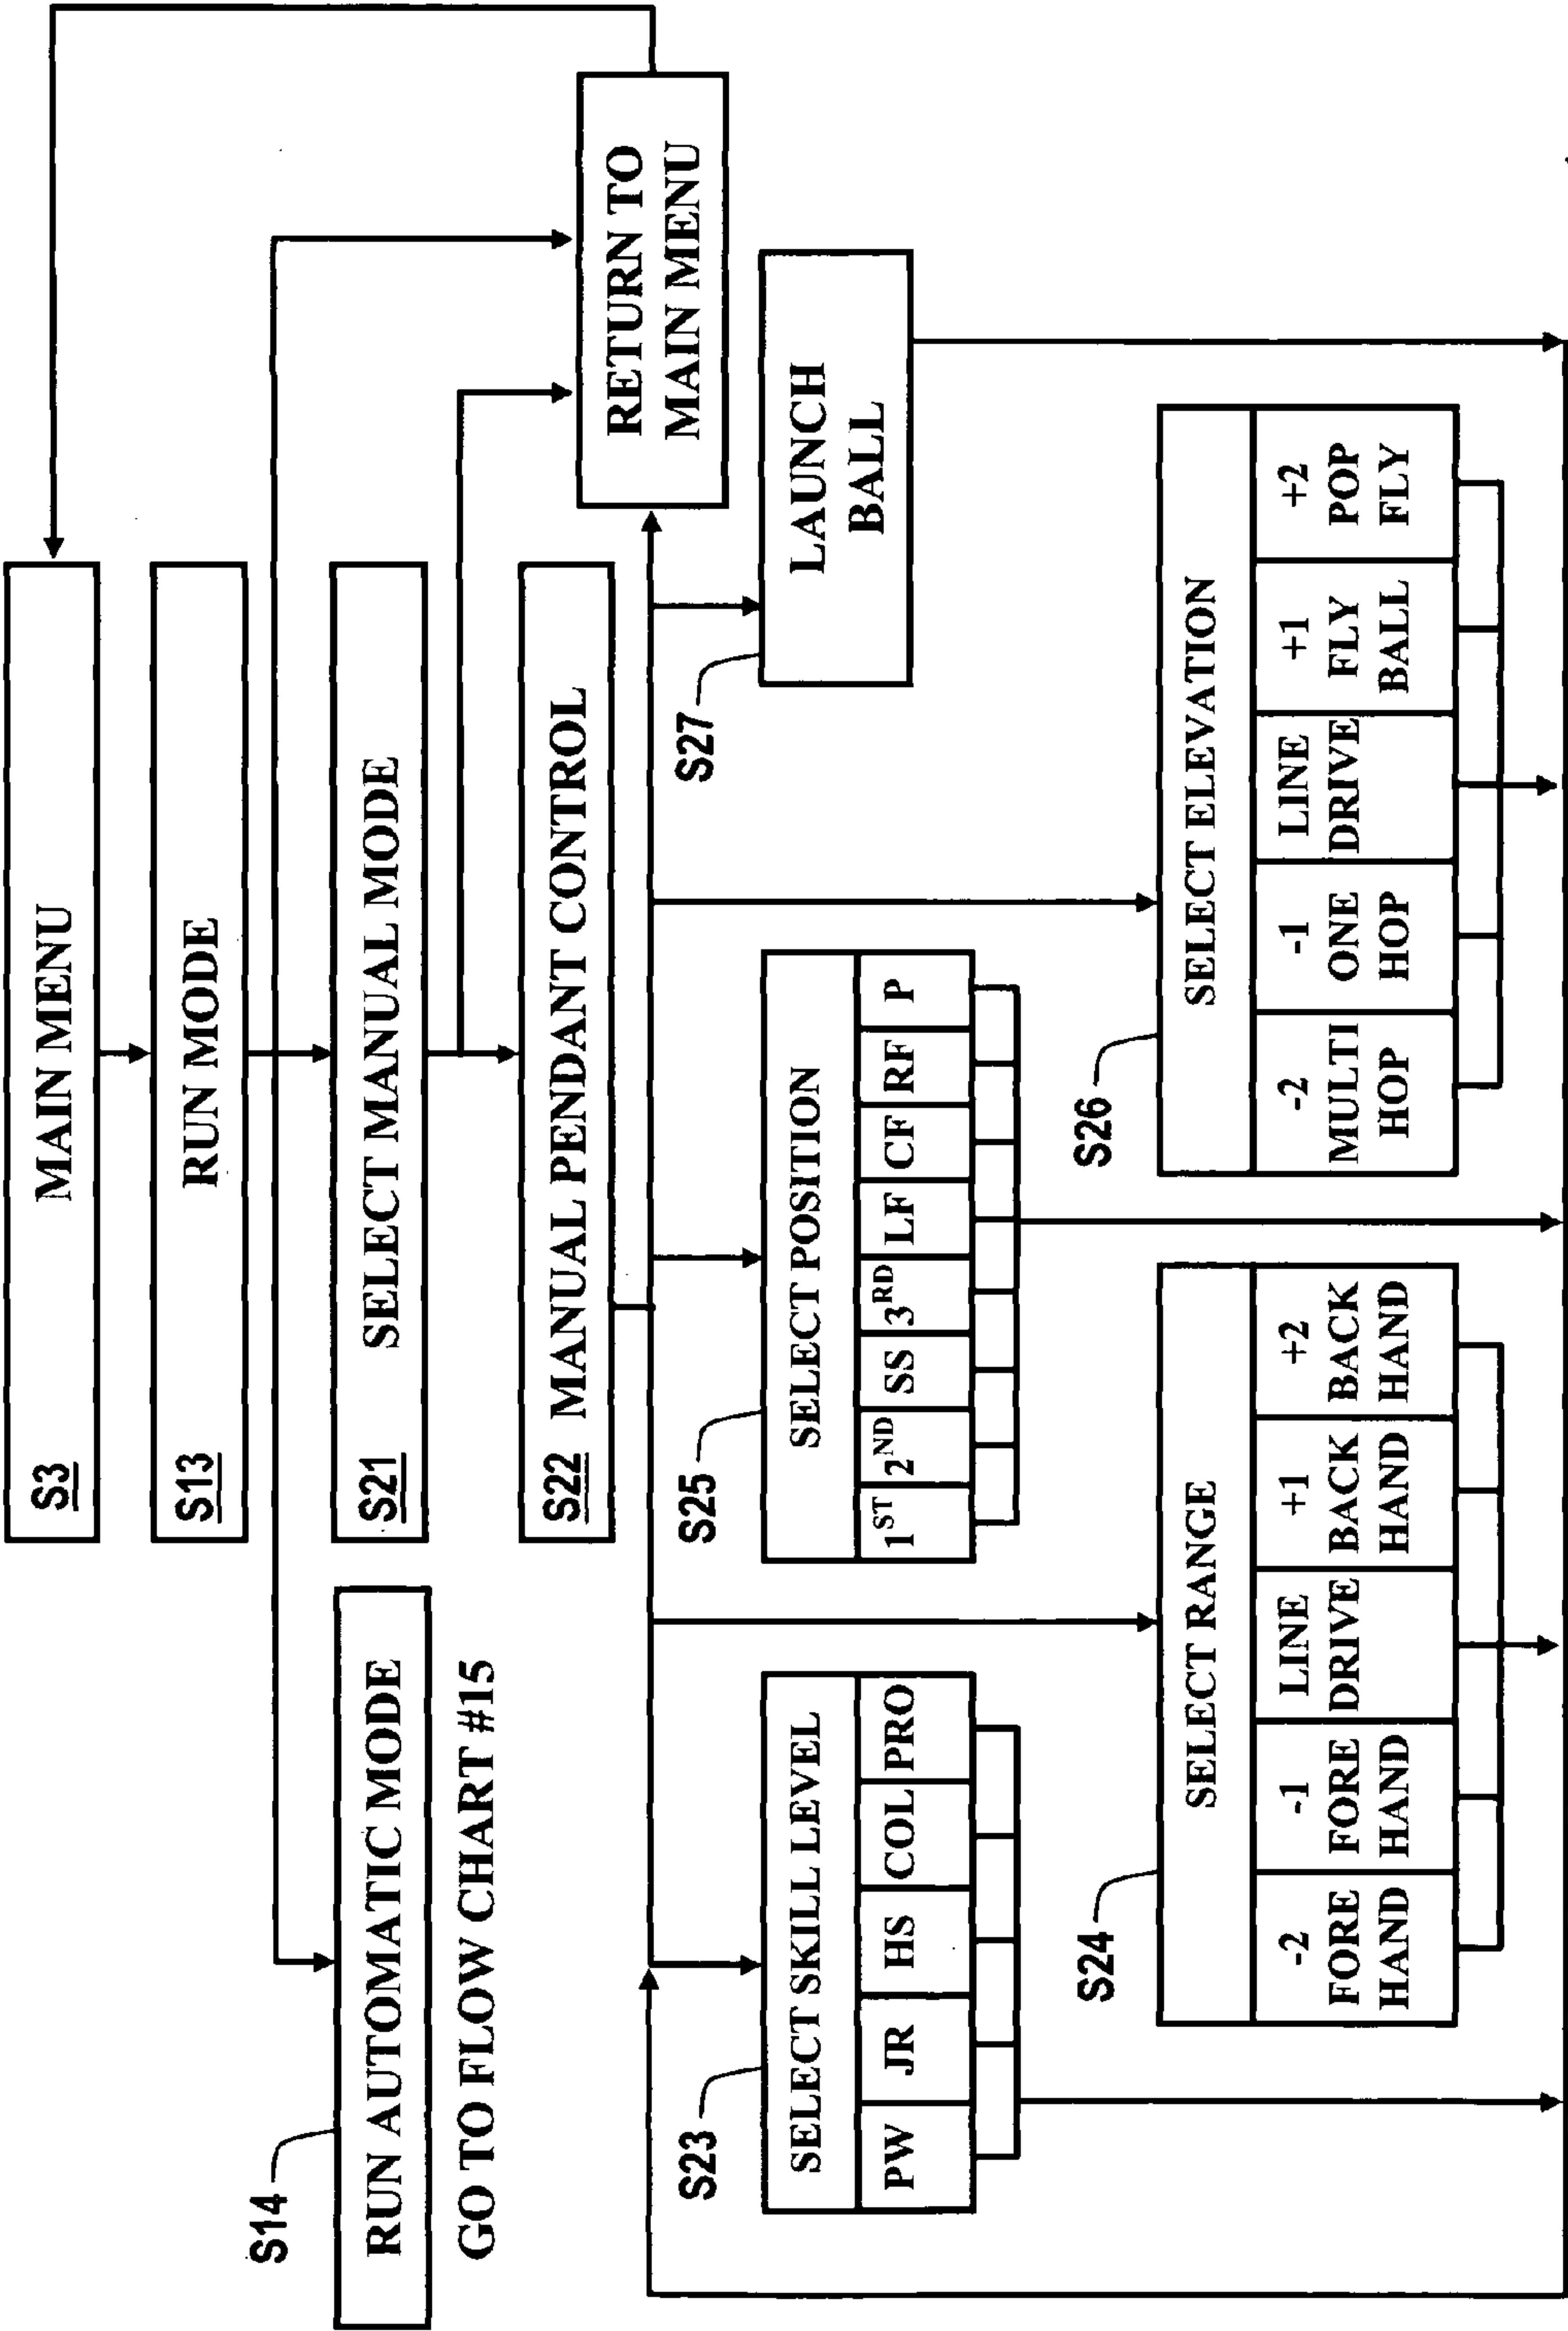 S3
MAIN MENU
S13
RUN MODE
S14
RUN AUTOMATIC MODE
GO TO FLOW CHART #15
S21
SELECT MANUAL MODE
S22
MANUAL PENDANT CONTROL
RETURN TO
MAIN MENU
S23
SELECT SKILL LEVEL
PW
JR
HS
COL
PRO
S25
SELECT POSITION
1ST
2ND
SS
3RD
LF
CF
RF
P
S27
LAUNCH
BALL
S24
SELECT RANGE
-2
FORE
HAND
-1
FORE
HAND
LINE
DRIVE
+1
BACK
HAND
+2
BACK
HAND
S26
SELECT ELEVATION
-2
MULTI
HOP
-1
ONE
HOP
LINE
DRIVE
+1
FLY
BALL
+2
POP
FLY